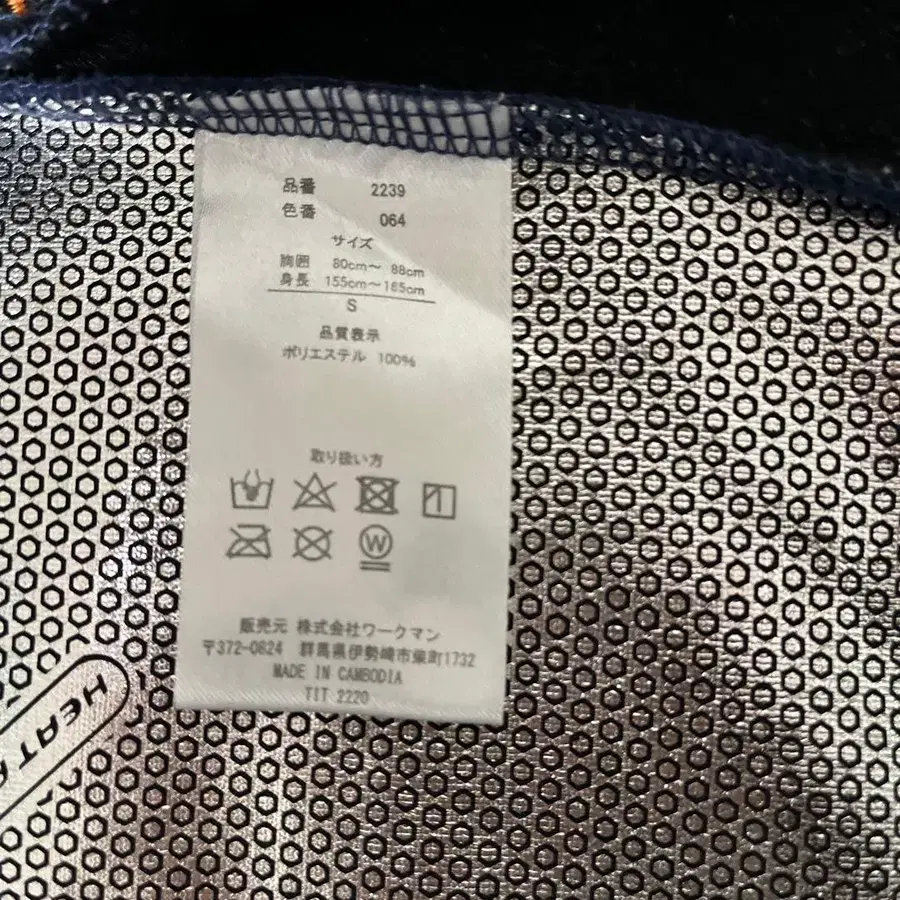 品番 2239
色番 064
サイズ
胸囲 80cm～ 88cm
身長 155cm～165cm
S
品質表示
ポリエステル 100%
取り扱い方
W
販売元 株式会社ワークマン
〒372-0824 群馬県伊勢崎市柴町1732
MADE IN CAMBODIA
TIT 2220
HEAT